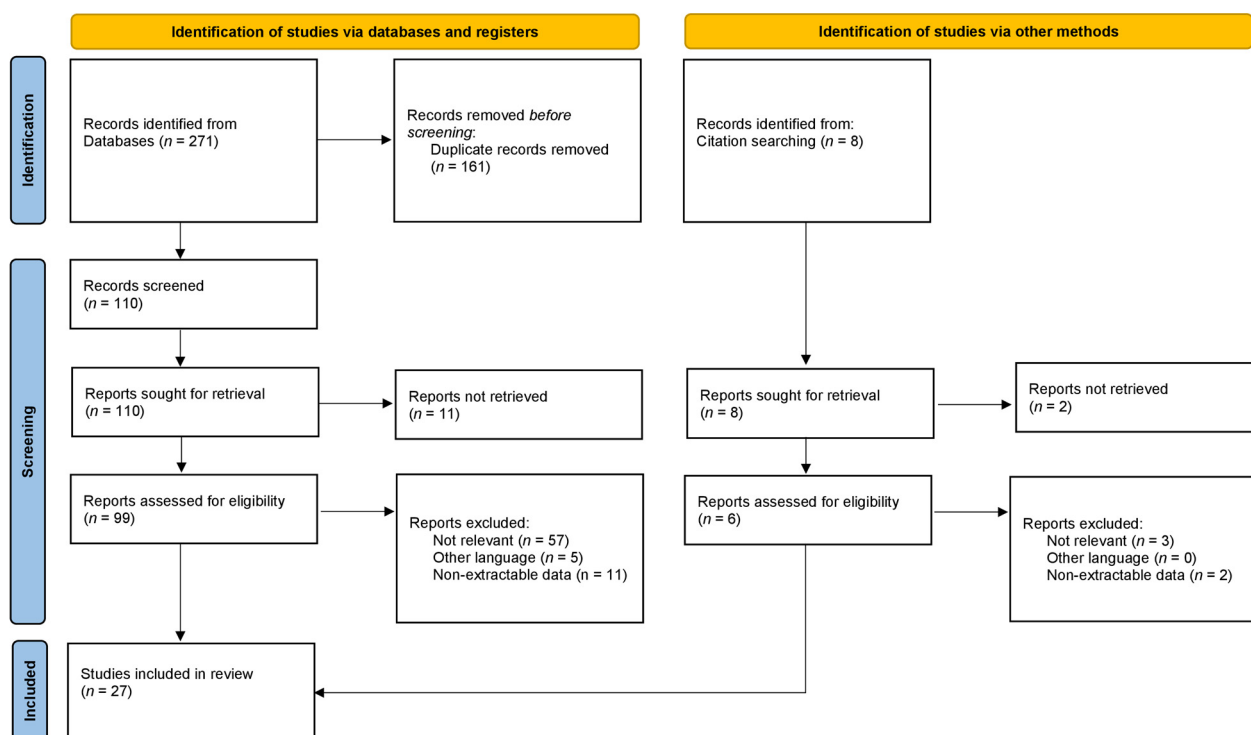 Identification of studies via databases and registers
Identification of studies via other methods
Identification
Records identified from
Databases (n = 271)
Records removed before
screening:
Duplicate records removed
(n = 161)
Records identified from:
Citation searching (n = 8)
Screening
Records screened
(n = 110)
Reports sought for retrieval
(n = 110)
Reports not retrieved
(n = 11)
Reports sought for retrieval
(n = 8)
Reports not retrieved
(n = 2)
Reports assessed for eligibility
(n = 99)
Reports excluded:
Not relevant (n = 57)
Other language (n = 5)
Non-extractable data (n = 11)
Reports assessed for eligibility
(n = 6)
Reports excluded:
Not relevant (n = 3)
Other language (n = 0)
Non-extractable data (n = 2)
Included
Studies included in review
(n = 27)